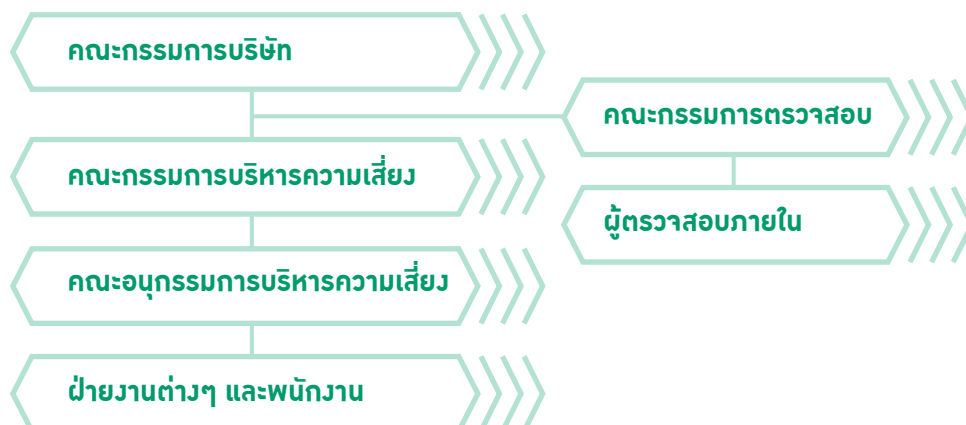 คณะกรรมการบริษัท
คณะกรรมการตรวจสอบ
คณะกรรมการบริหารความเสี่ยง
ผู้ตรวจสอบภายใน
คณะอนุกรรมการบริหารความเสี่ยง
ฝ่ายงานต่างๆ และพนักงาน